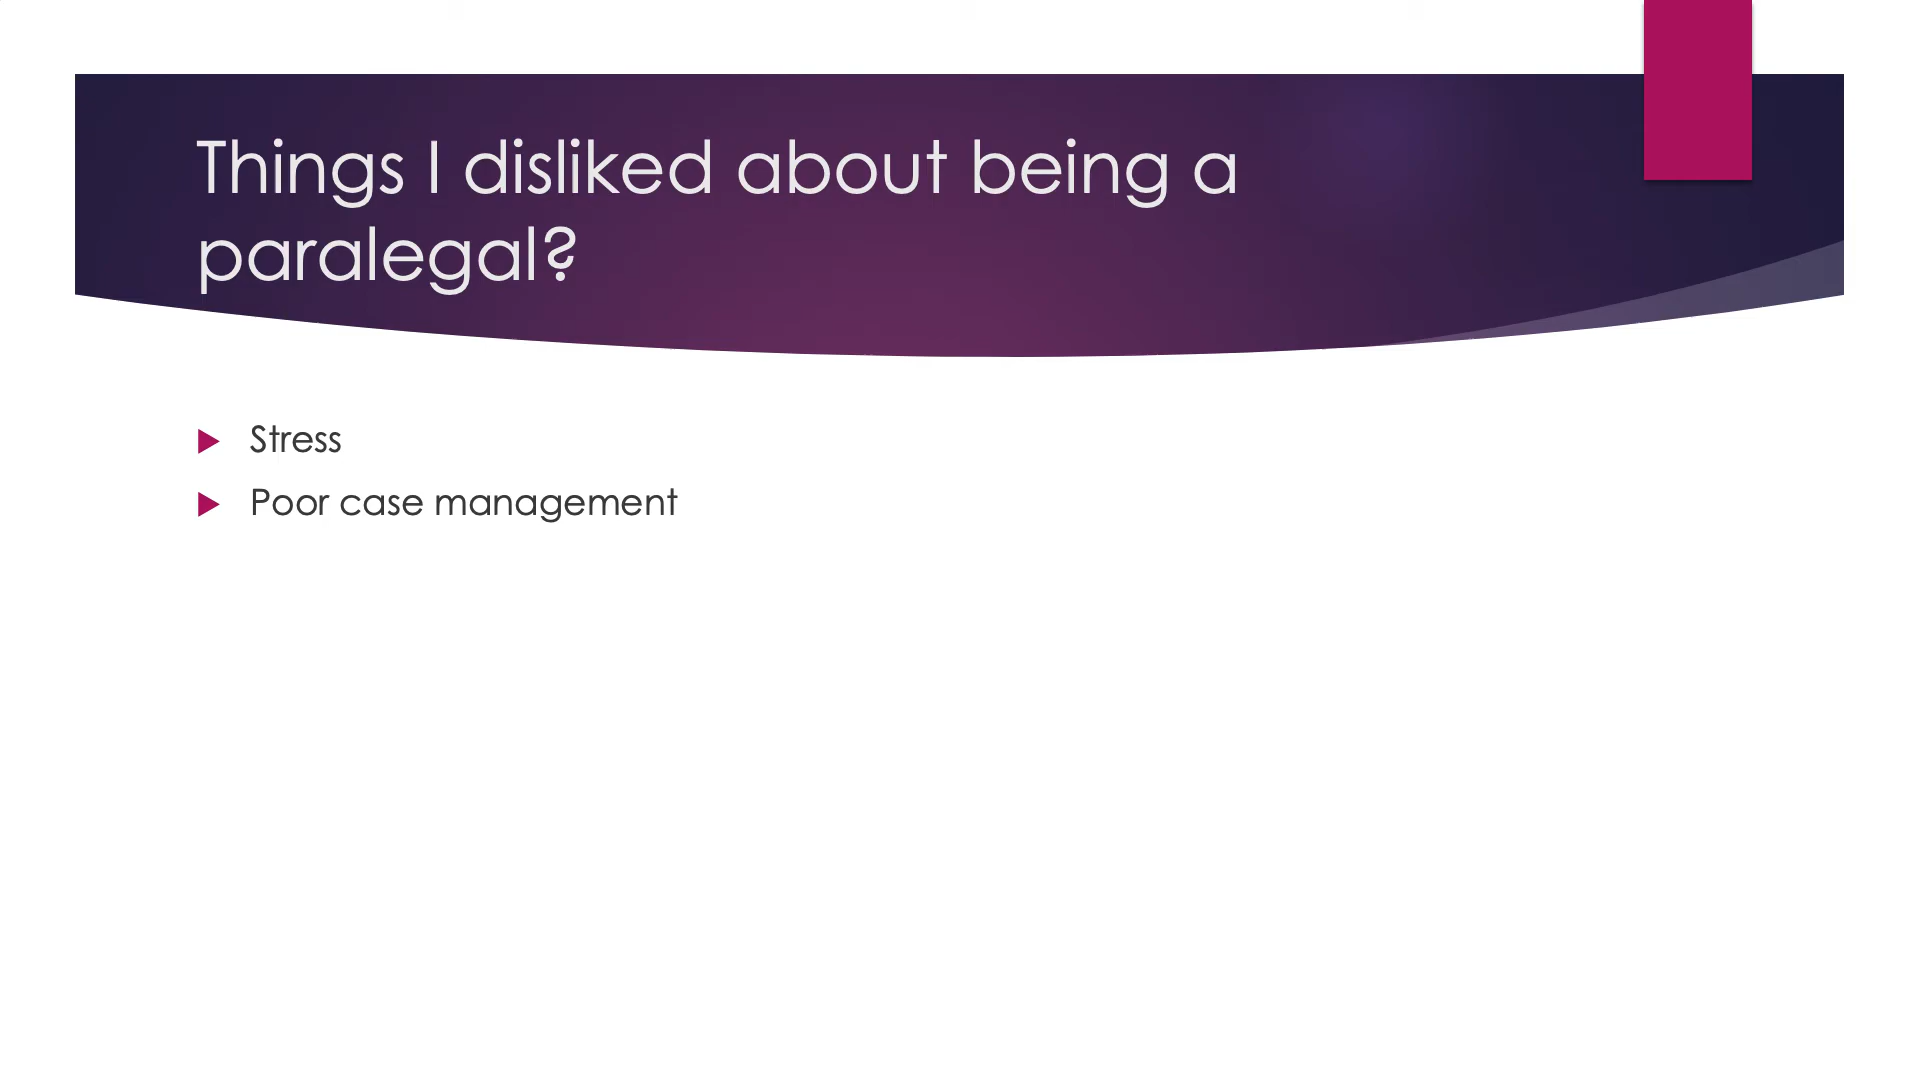 Things I disliked about being a
paralegal?
Stress
Poor case management